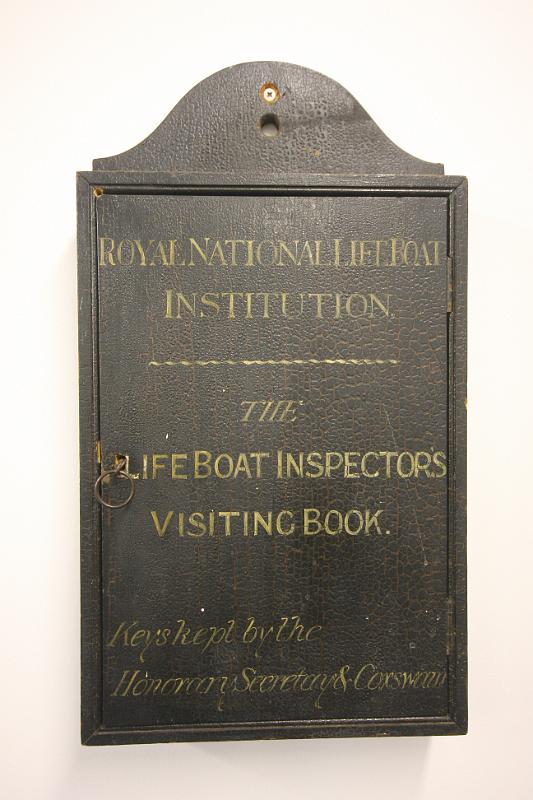 ROYAL NATIONAL LIFE BOAT
INSTITUTION.
THE
LIFE BOAT INSPECTOR'S
VISITING BOOK.
Keys kept by the
Honorary Secretary & Coxswain